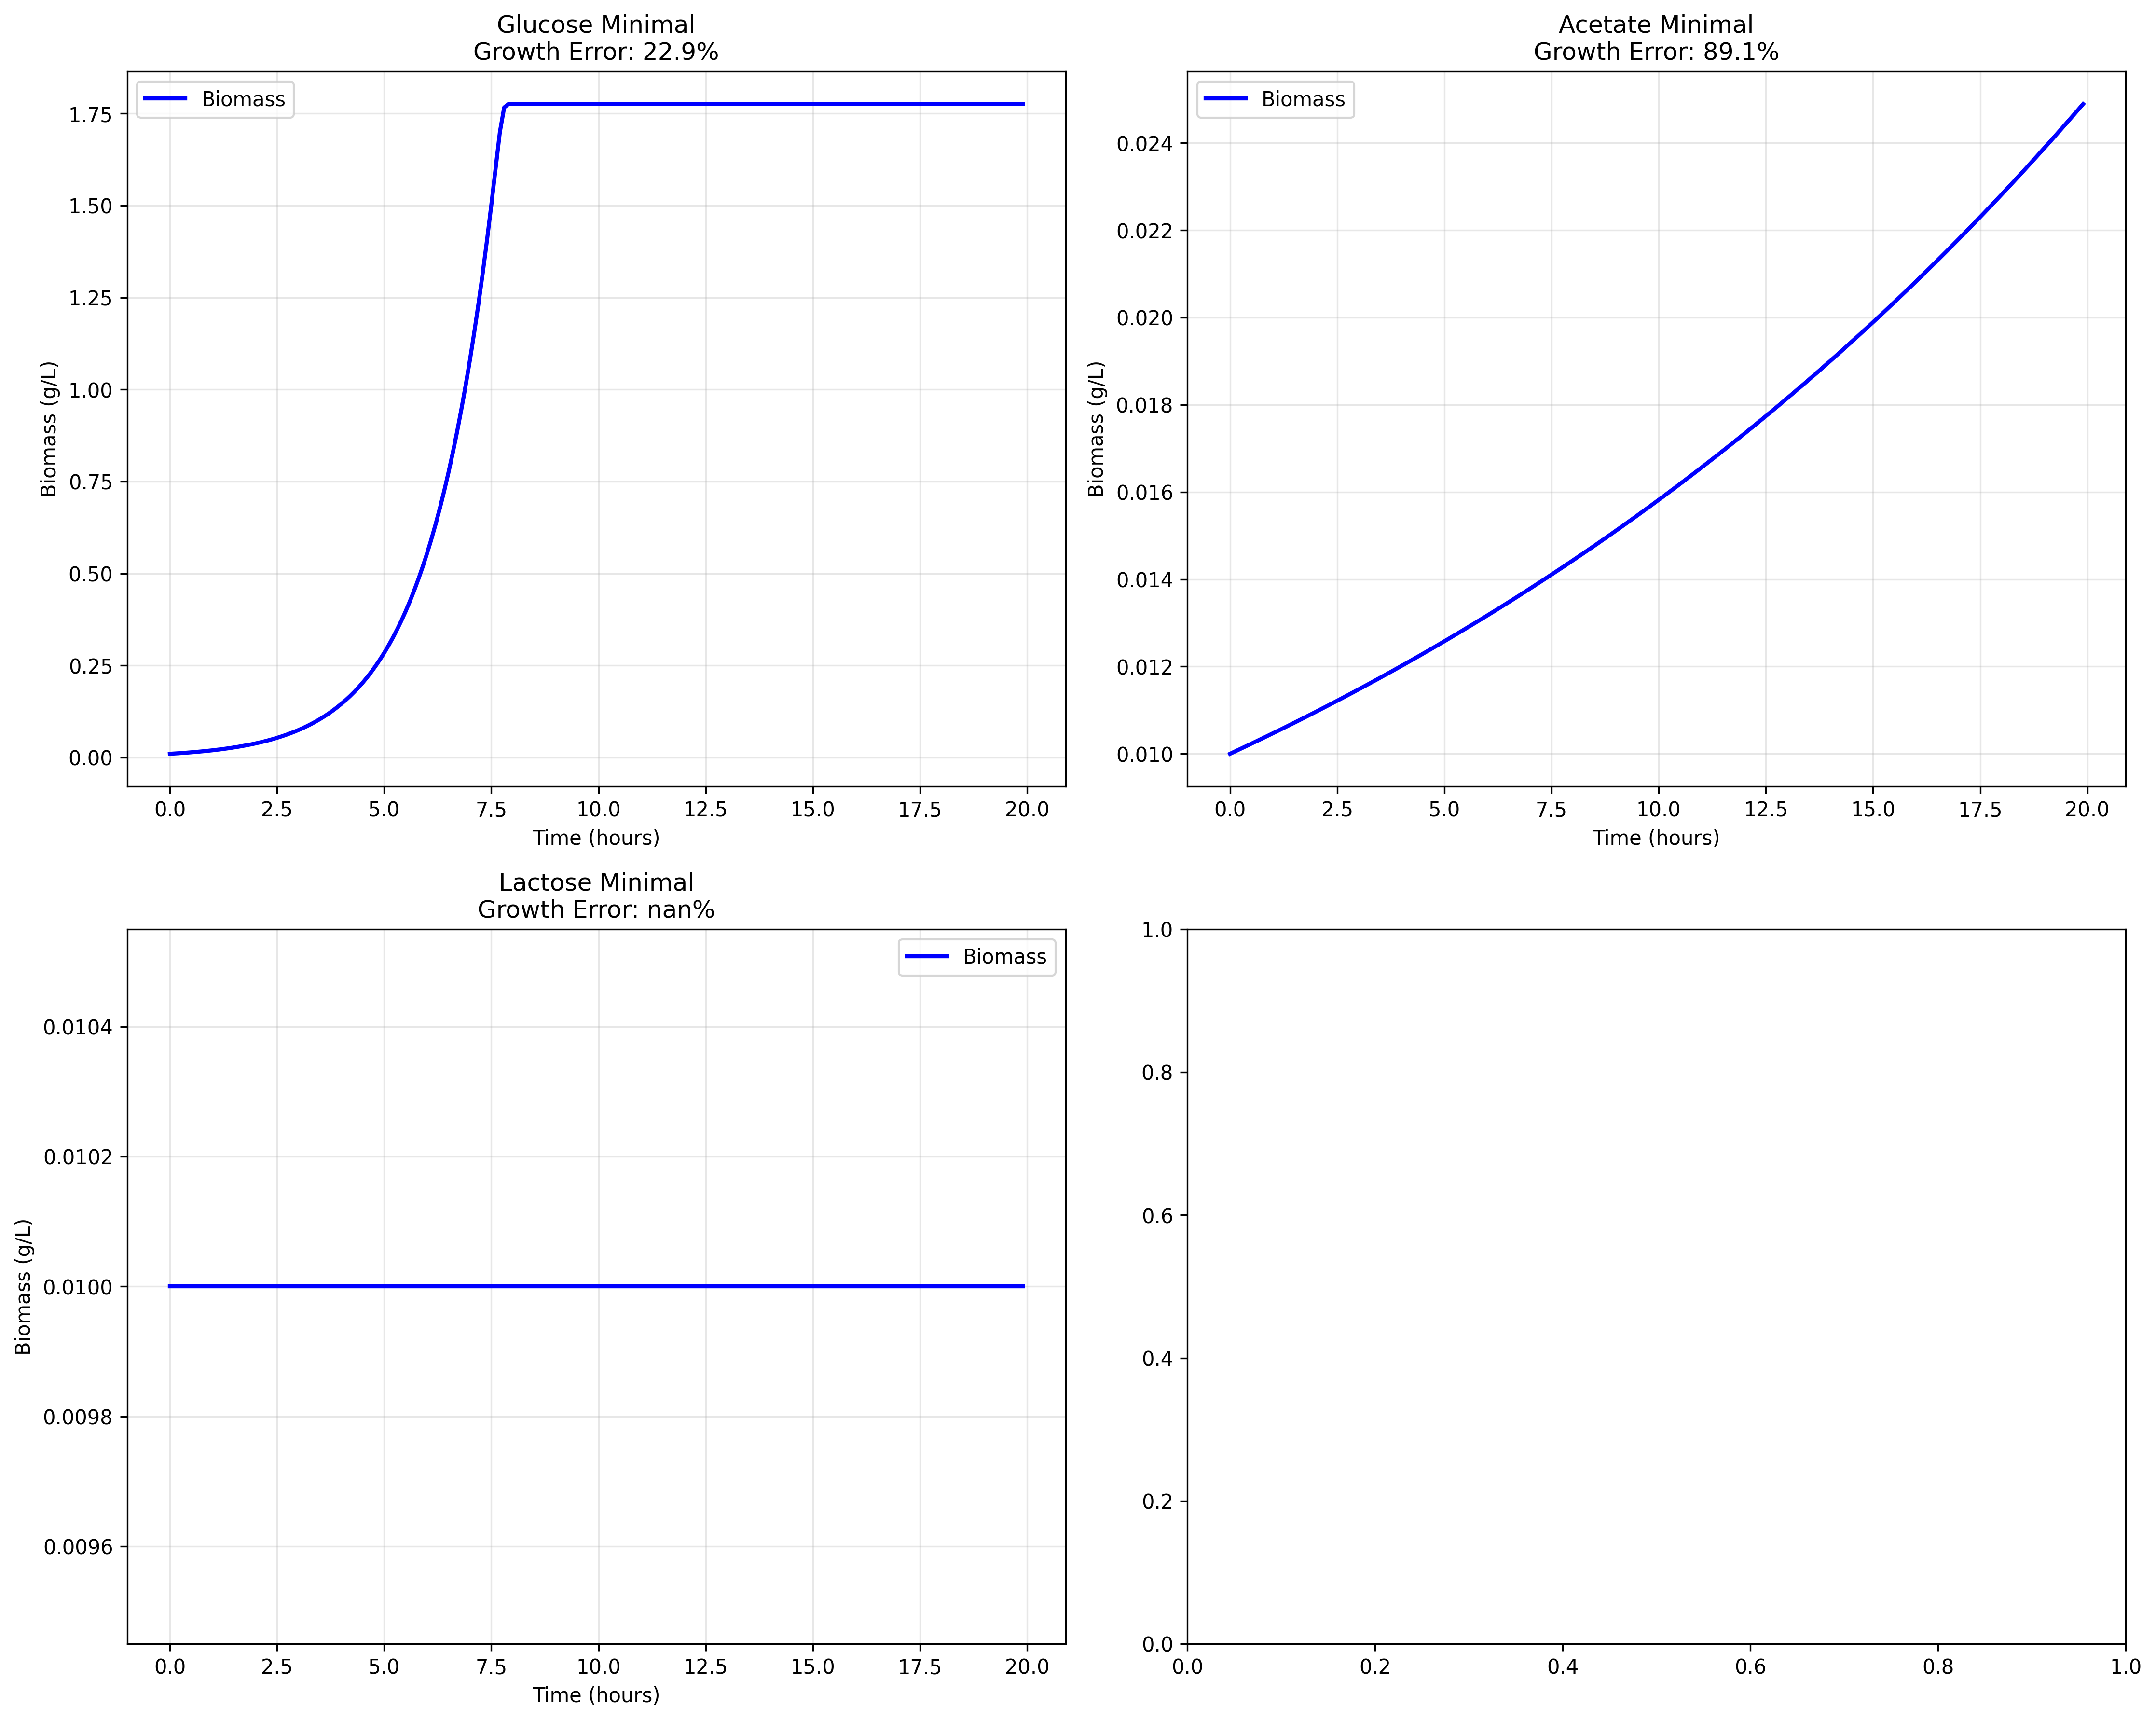 Glucose Minimal
Growth Error: 22.9%
Biomass
1.75
1.50
1.25
1.00
0.75
0.50
0.25
0.00
Biomass (g/L)
0.0 2.5 5.0 7.5 10.0 12.5 15.0 17.5 20.0
Time (hours)
Acetate Minimal
Growth Error: 89.1%
Biomass
0.024
0.022
0.020
0.018
0.016
0.014
0.012
0.010
Biomass (g/L)
0.0 2.5 5.0 7.5 10.0 12.5 15.0 17.5 20.0
Time (hours)
Lactose Minimal
Growth Error: nan%
Biomass
0.0104
0.0102
0.0100
0.0098
0.0096
Biomass (g/L)
0.0 2.5 5.0 7.5 10.0 12.5 15.0 17.5 20.0
Time (hours)
1.0
0.8
0.6
0.4
0.2
0.0
0.0 0.2 0.4 0.6 0.8 1.0